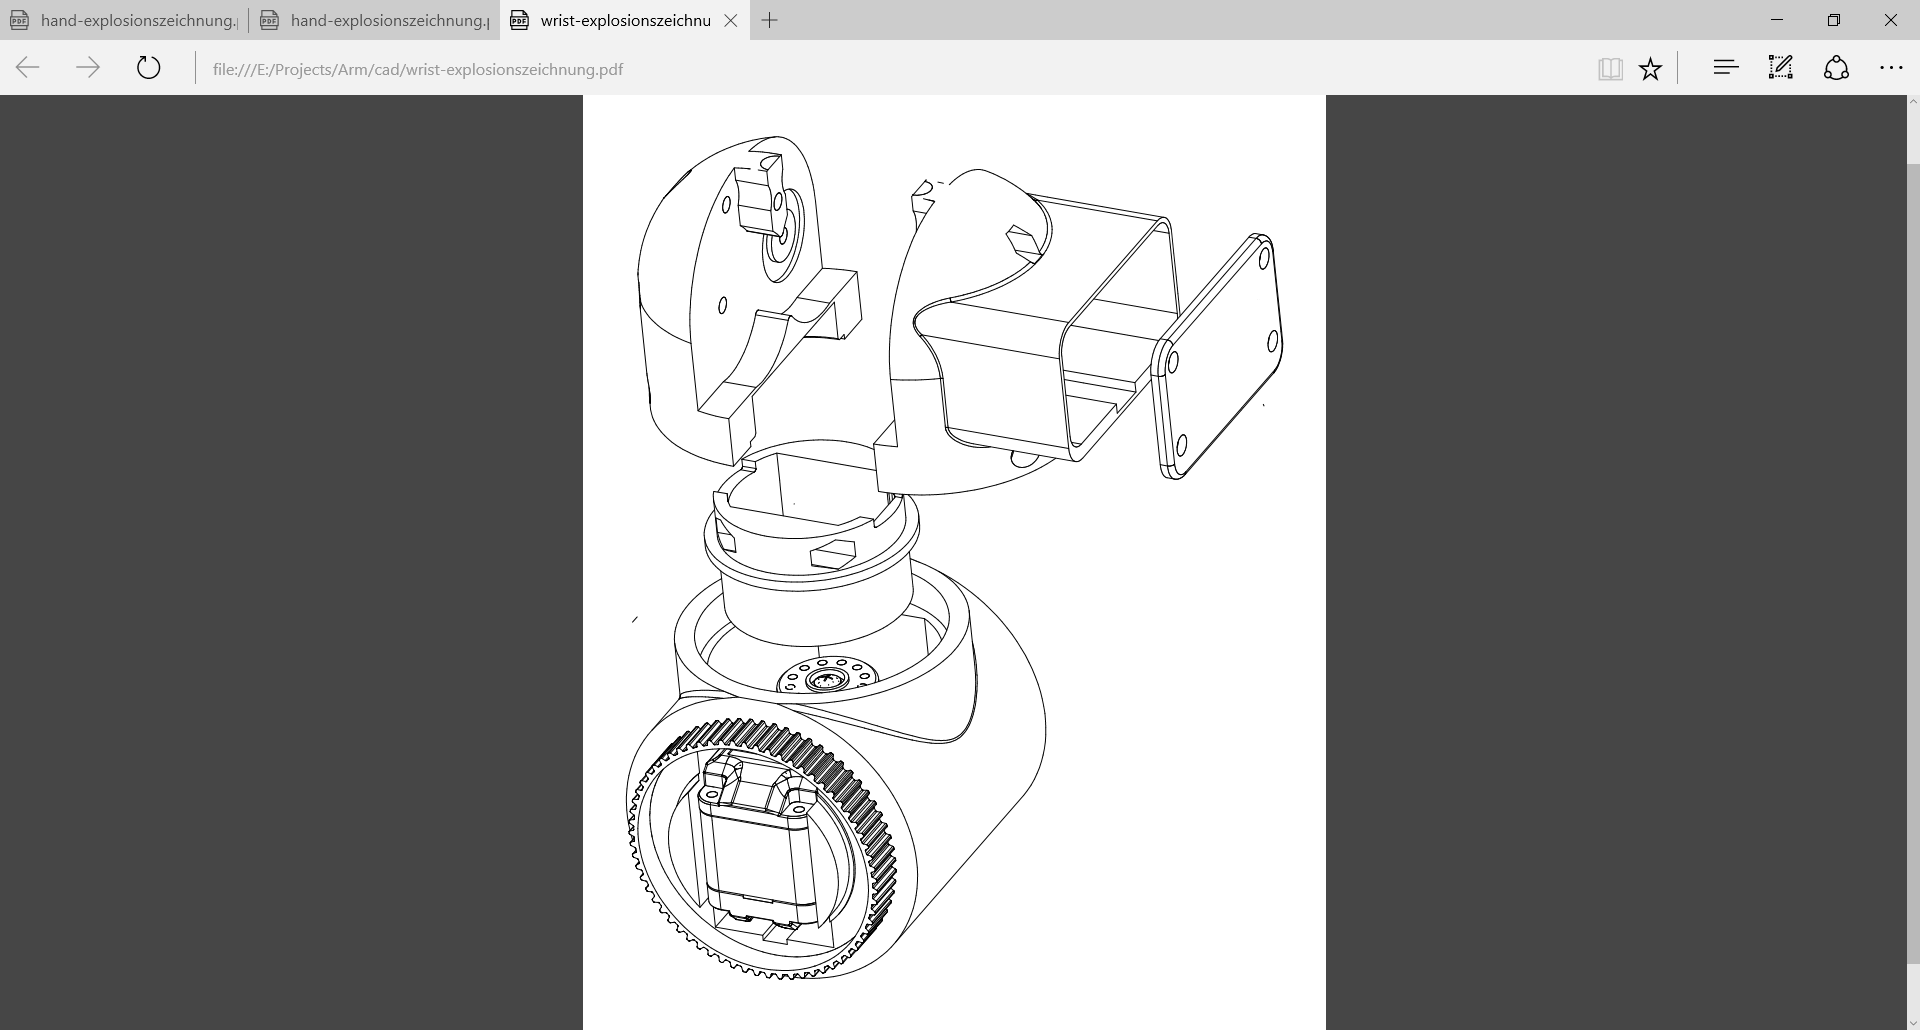 hand-explosionszeichnung.p
hand-explosionszeichnung.p
wrist-explosionszeichnu
file:///E:/Projects/Arm/cad/wrist-explosionszeichnung.pdf